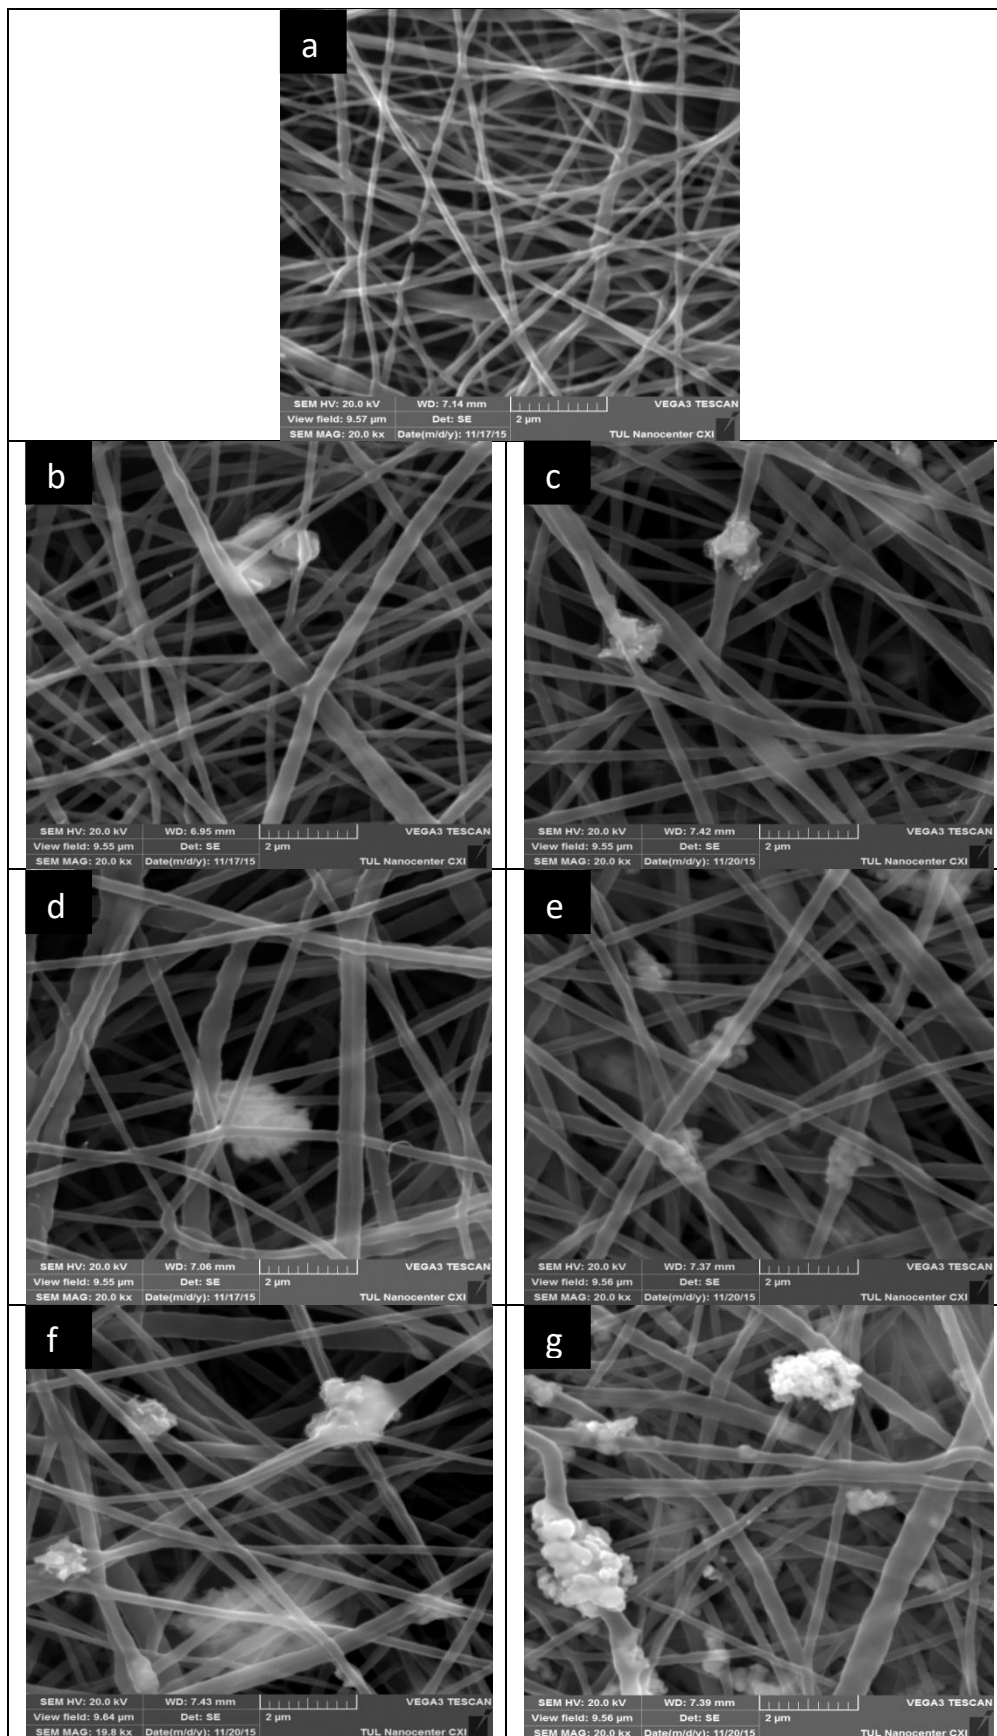 a
SEM HV: 20.0 kV WD: 7.14 mm VEGA3 TESCAN
View field: 9.57 µm Det: SE 2 µm
SEM MAG: 20.0 kx Date(m/d/y): 11/17/15 TUL Nanocenter CXI
b
SEM HV: 20.0 kV WD: 6.95 mm VEGA3 TESCAN
View field: 9.55 µm Det: SE 2 µm
SEM MAG: 20.0 kx Date(m/d/y): 11/17/15 TUL Nanocenter CXI
c
SEM HV: 20.0 kV WD: 7.42 mm VEGA3 TESCAN
View field: 9.55 µm Det: SE 2 µm
SEM MAG: 20.0 kx Date(m/d/y): 11/20/15 TUL Nanocenter CXI
d
SEM HV: 20.0 kV WD: 7.06 mm VEGA3 TESCAN
View field: 9.55 µm Det: SE 2 µm
SEM MAG: 20.0 kx Date(m/d/y): 11/17/15 TUL Nanocenter CXI
e
SEM HV: 20.0 kV WD: 7.37 mm VEGA3 TESCAN
View field: 9.56 µm Det: SE 2 µm
SEM MAG: 20.0 kx Date(m/d/y): 11/20/15 TUL Nanocenter CXI
f
SEM HV: 20.0 kV WD: 7.43 mm VEGA3 TESCAN
View field: 9.64 µm Det: SE 2 µm
SEM MAG: 19.8 kx Date(m/d/y): 11/20/15 TUL Nanocenter CXI
g
SEM HV: 20.0 kV WD: 7.39 mm VEGA3 TESCAN
View field: 9.56 µm Det: SE 2 µm
SEM MAG: 20.0 kx Date(m/d/y): 11/20/15 TUL Nanocenter CXI